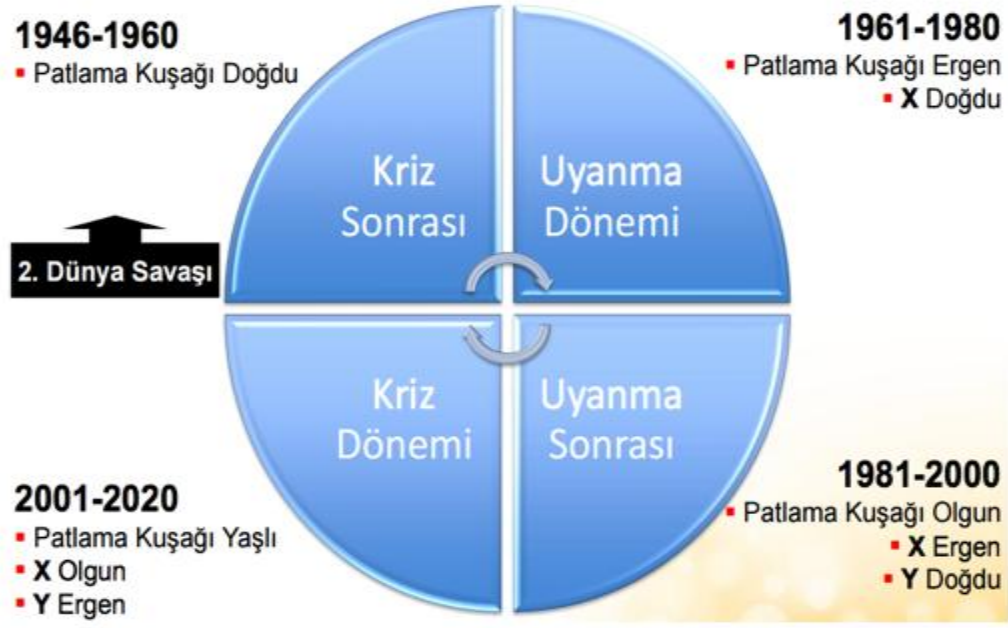 1946-1960
▪ Patlama Kuşağı Doğdu
1961-1980
▪ Patlama Kuşağı Ergen
▪ X Doğdu
Kriz
Sonrası
Uyanma
Dönemi
2. Dünya Savaşı
Kriz
Dönemi
Uyanma
Sonrası
2001-2020
▪ Patlama Kuşağı Yaşlı
▪ X Olgun
▪ Y Ergen
1981-2000
▪ Patlama Kuşağı Olgun
▪ X Ergen
▪ Y Doğdu